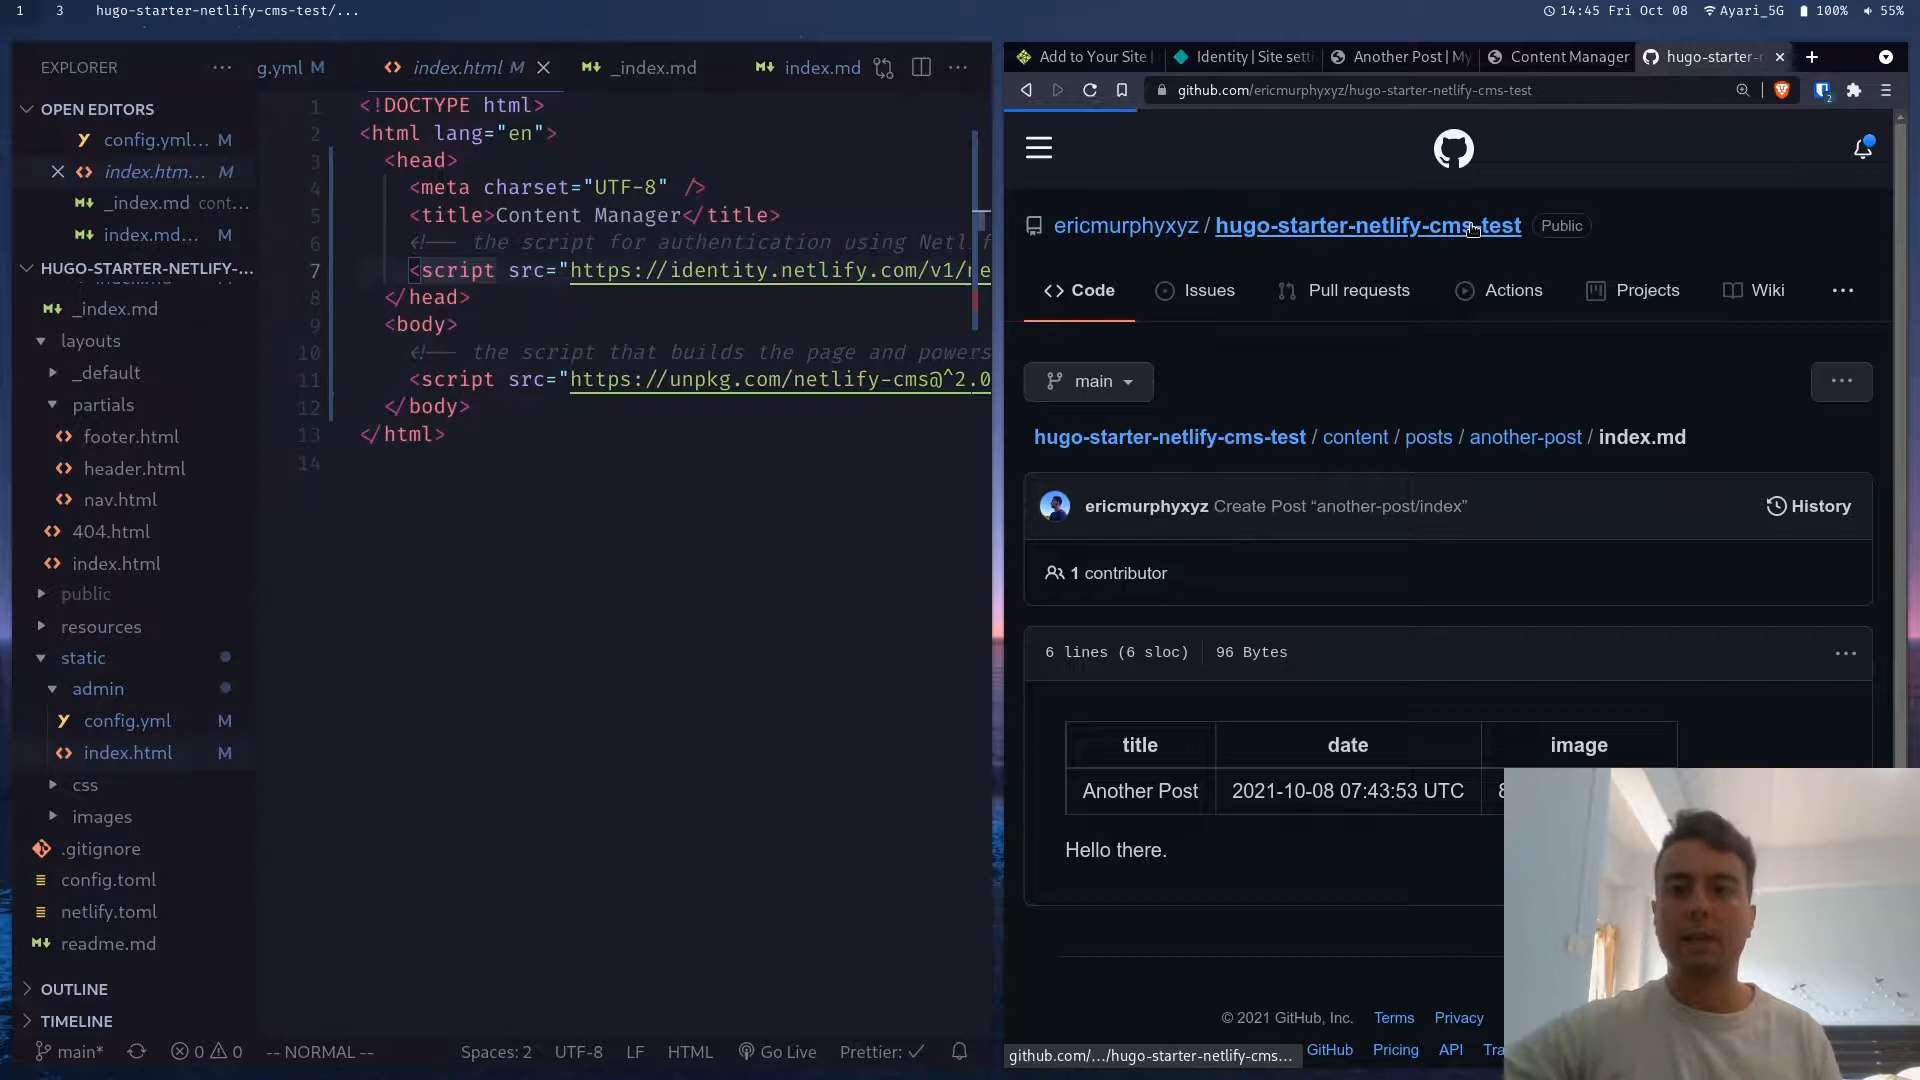 1 3 hugo-starter-netlify-cms-test/...
14:45 Fri Oct 08 Ayari_5G 100% 55%
EXPLORER
OPEN EDITORS
config.yml... M
index.htm... M
_index.md cont...
index.md... M
HUGO-STARTER-NETLIFY-...
_index.md
layouts
_default
partials
footer.html
header.html
nav.html
404.html
index.html
public
resources
static
admin
config.yml M
index.html M
css
images
.gitignore
config.toml
netlify.toml
readme.md
OUTLINE
TIMELINE
g.yml M index.html M _index.md index.md
1 <!DOCTYPE html>
2 <html lang="en">
3 <head>
4 <meta charset="UTF-8" />
5 <title>Content Manager</title>
6 <!-- the script for authentication using Netlif
7 <script src="https://identity.netlify.com/v1/ne
8 </head>
9 <body>
10 <!-- the script that builds the page and powers
11 <script src="https://unpkg.com/netlify-cms@^2.0
12 </body>
13 </html>
14
main* 0 0 -- NORMAL -- Spaces: 2 UTF-8 LF HTML Go Live Prettier: ✓
Add to Your Site Identity | Site setti Another Post | My Content Manager hugo-starter-n
github.com/ericmurphyxyz/hugo-starter-netlify-cms-test 2
ericmurphyxyz / hugo-starter-netlify-cms-test Public
Code Issues Pull requests Actions Projects Wiki ...
main ...
hugo-starter-netlify-cms-test / content / posts / another-post / index.md
ericmurphyxyz Create Post “another-post/index” History
1 contributor
6 lines (6 sloc) 96 Bytes ...
title date image
Another Post 2021-10-08 07:43:53 UTC
Hello there.
© 2021 GitHub, Inc. Terms Privacy
github.com/.../hugo-starter-netlify-cms... GitHub Pricing API Tra